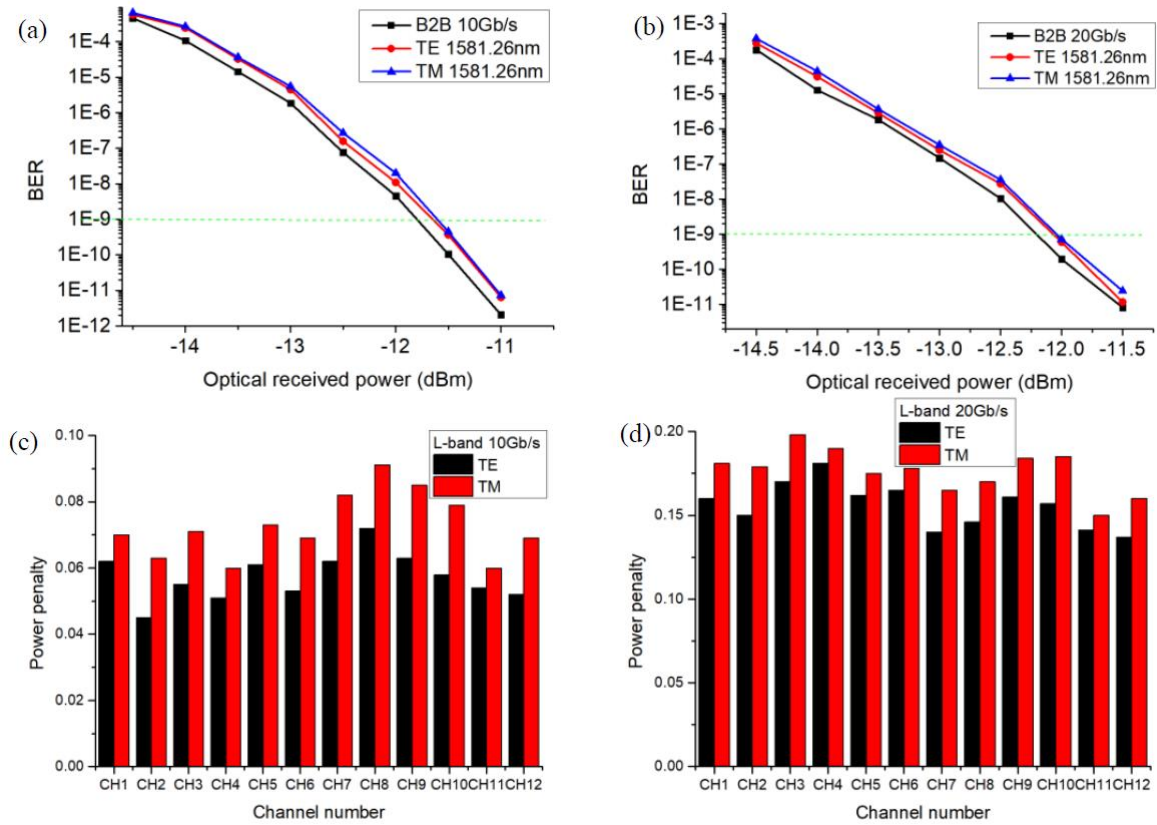 (a)
B2B 10Gb/s
TE 1581.26nm
TM 1581.26nm
1E-4
1E-5
1E-6
1E-7
1E-8
1E-9
1E-10
1E-11
1E-12
BER
-14
-13
-12
-11
Optical received power (dBm)
(b)
B2B 20Gb/s
TE 1581.26nm
TM 1581.26nm
1E-3
1E-4
1E-5
1E-6
1E-7
1E-8
1E-9
1E-10
1E-11
BER
-14.5
-14.0
-13.5
-13.0
-12.5
-12.0
-11.5
Optical received power (dBm)
(c)
L-band 10Gb/s
TE
TM
0.10
0.08
0.06
0.04
0.02
0.00
Power penalty
CH1 CH2 CH3 CH4 CH5 CH6 CH7 CH8 CH9 CH10 CH11 CH12
Channel number
(d)
L-band 20Gb/s
TE
TM
0.20
0.15
0.10
0.05
0.00
Power penalty
CH1 CH2 CH3 CH4 CH5 CH6 CH7 CH8 CH9 CH10 CH11 CH12
Channel number